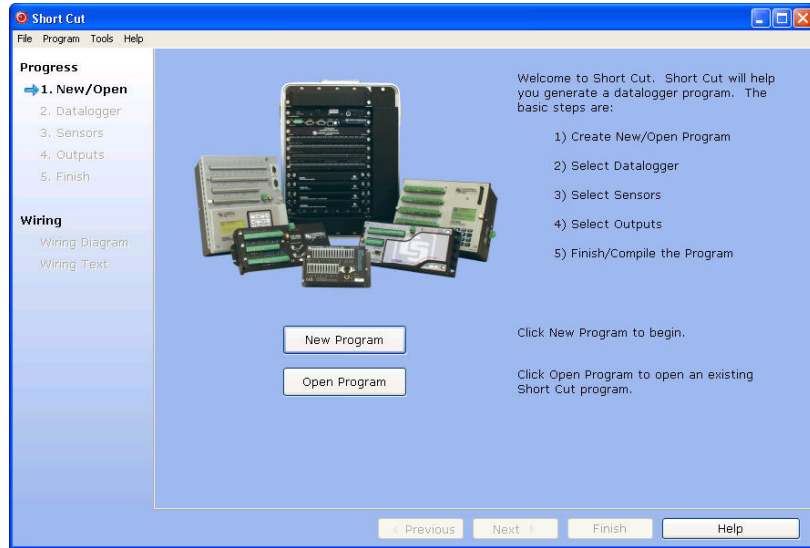 Short Cut
File Program Tools Help
Progress
1. New/Open
2. Datalogger
3. Sensors
4. Outputs
5. Finish
Wiring
Wiring Diagram
Wiring Text
Welcome to Short Cut. Short Cut will help
you generate a datalogger program. The
basic steps are:
1) Create New/Open Program
2) Select Datalogger
3) Select Sensors
4) Select Outputs
5) Finish/Compile the Program
New Program
Click New Program to begin.
Open Program
Click Open Program to open an existing
Short Cut program.
Previous
Next
Finish
Help